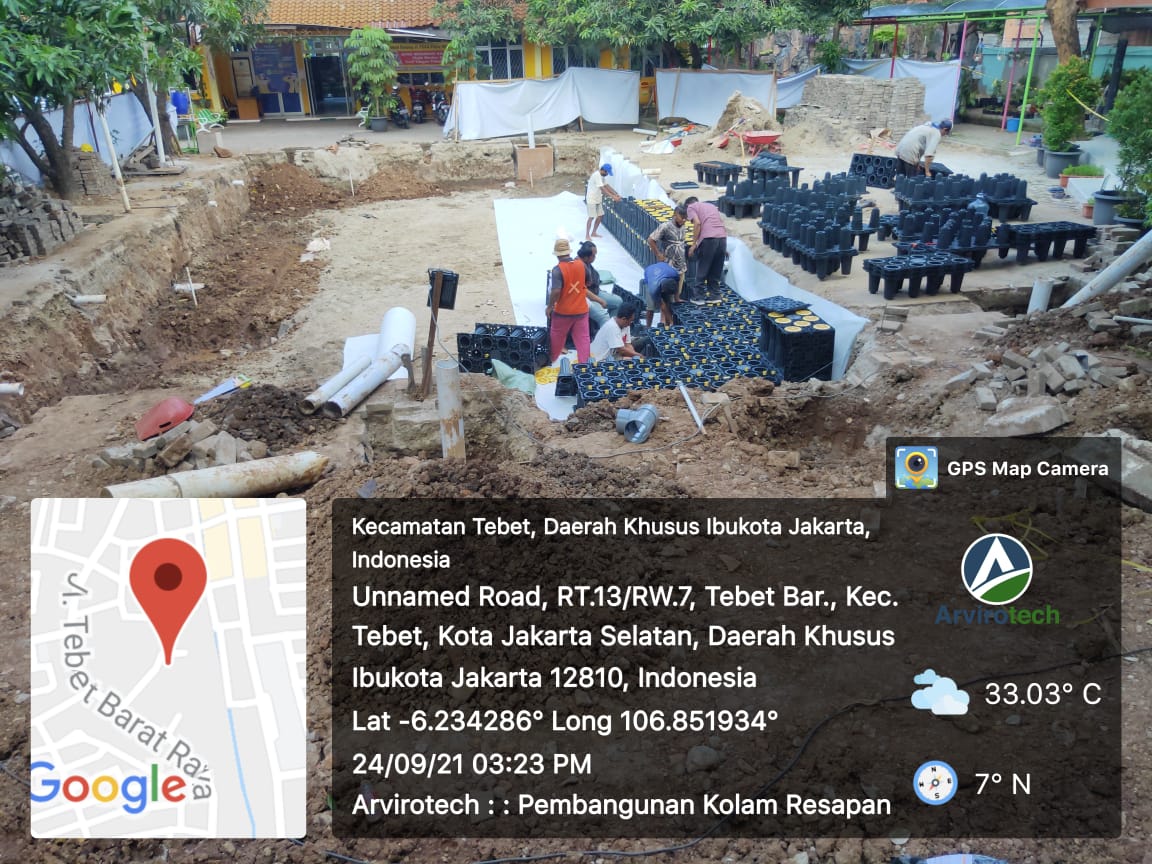 GPS Map Camera
Kecamatan Tebet, Daerah Khusus Ibukota Jakarta,
Indonesia
Unnamed Road, RT.13/RW.7, Tebet Bar., Kec.
Tebet, Kota Jakarta Selatan, Daerah Khusus
Ibukota Jakarta 12810, Indonesia
Lat -6.234286° Long 106.851934°
24/09/21 03:23 PM
Arvirotech : : Pembangunan Kolam Resapan
Arvirotech
33.03° C
7° N
Jl. Tebet Barat Raya
Google